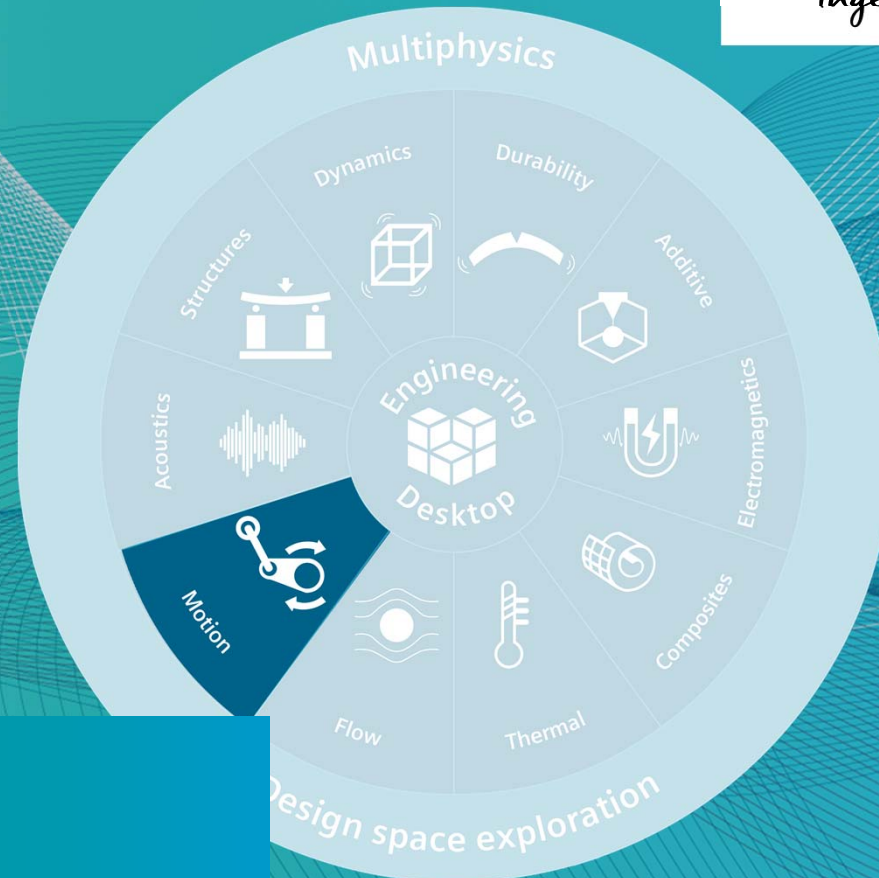 Multiphysics
Dynamics
Durability
Structures
Additive
Acoustics
Engineering
Desktop
Electromagnetics
Motion
Composites
Flow
Thermal
Design space exploration